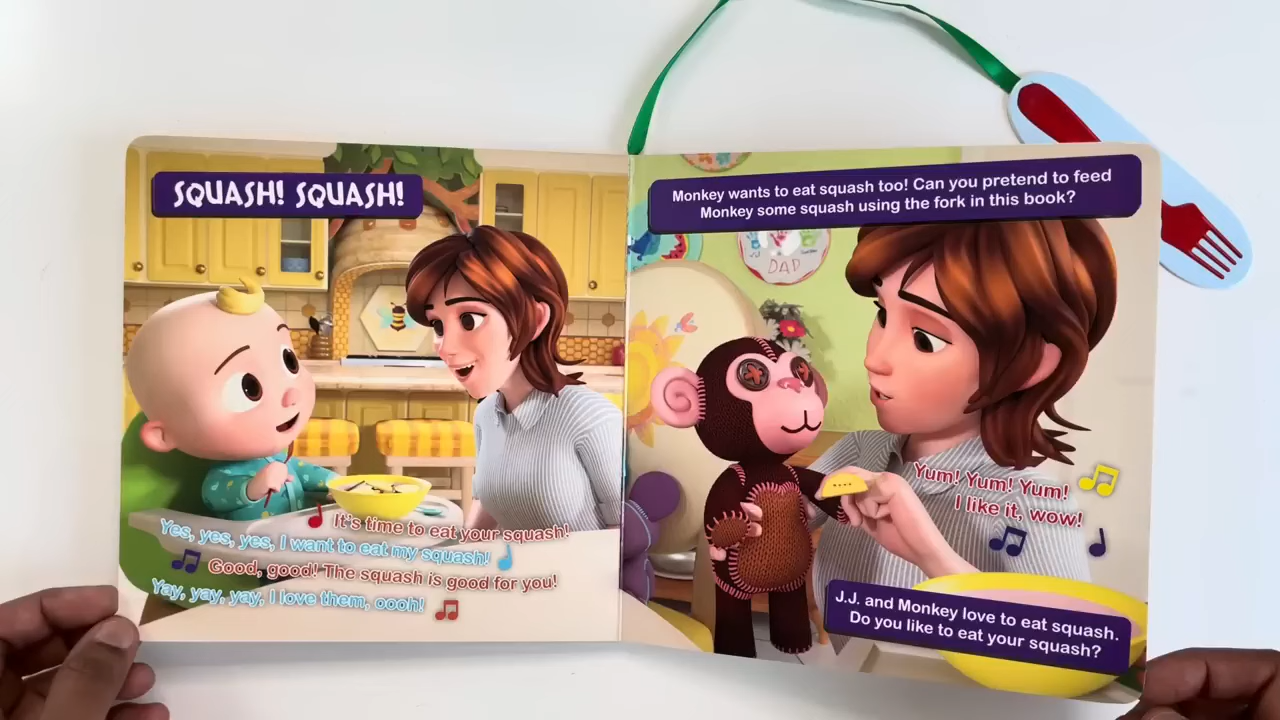 SQUASH! SQUASH!
It's time to eat your squash!
Yes, yes, yes, I want to eat my squash!
Good, good! The squash is good for you!
Yay, yay, yay, I love them, oooh!
Monkey wants to eat squash too! Can you pretend to feed
Monkey some squash using the fork in this book?
DAD
Yum! Yum! Yum!
I like it, wow!
J.J. and Monkey love to eat squash.
Do you like to eat your squash?